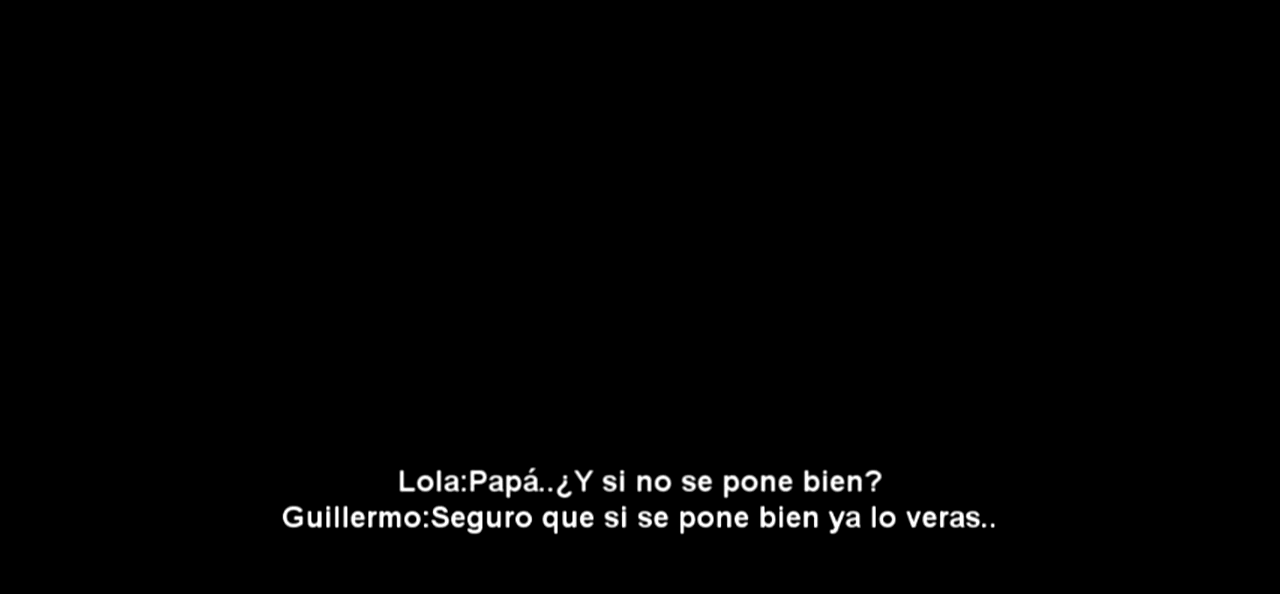 Lola:Papá..¿Y si no se pone bien?
Guillermo:Seguro que si se pone bien ya lo veras..